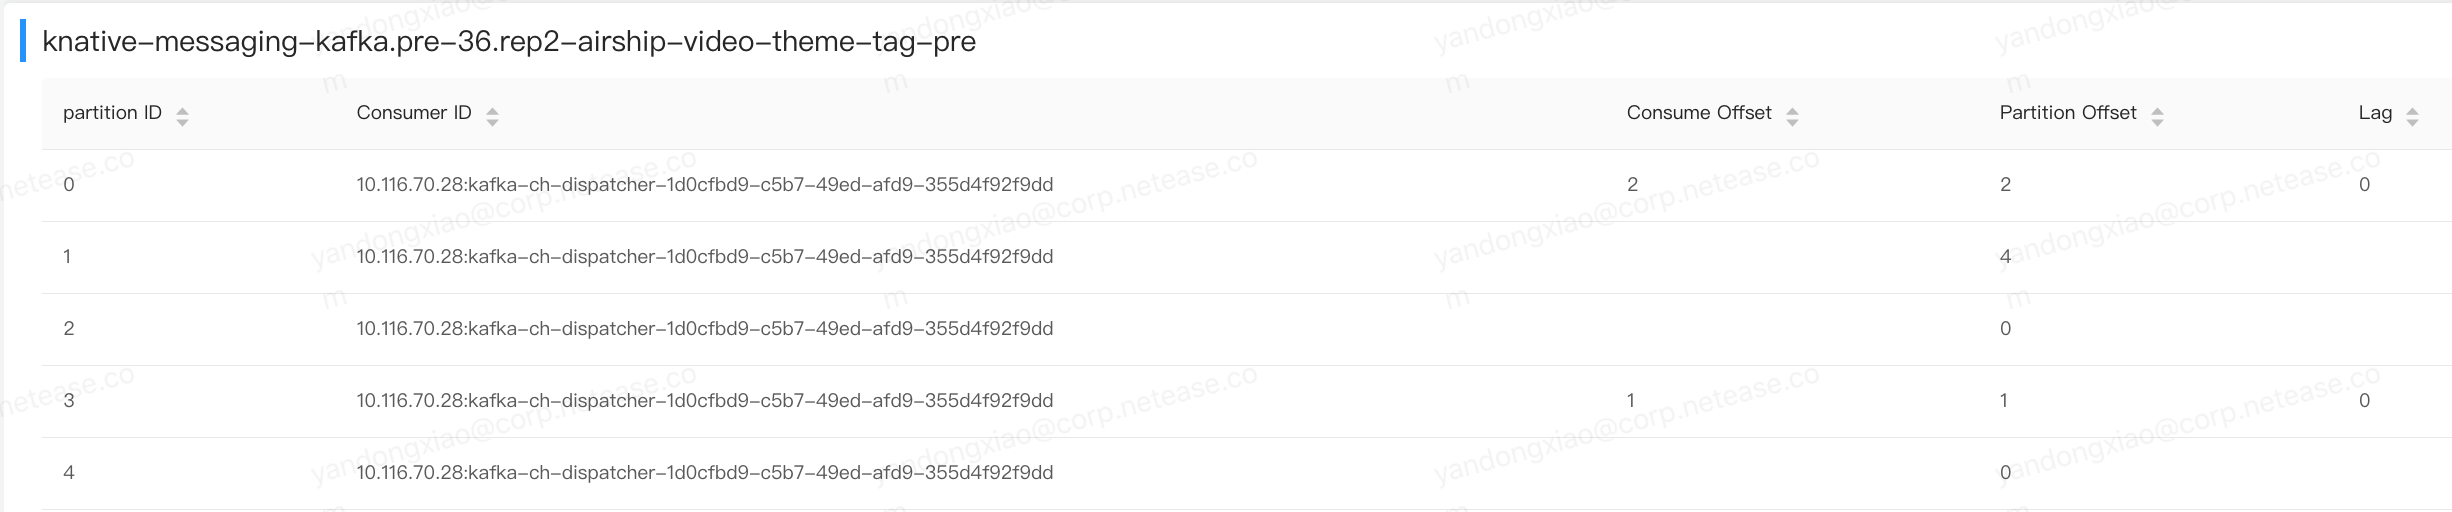 knative-messaging-kafka.pre-36.rep2-airship-video-theme-tag-pre
partition ID Consumer ID Consume Offset Partition Offset Lag
0 10.116.70.28:kafka-ch-dispatcher-1d0cfbd9-c5b7-49ed-afd9-355d4f92f9dd 2 2 0
1 10.116.70.28:kafka-ch-dispatcher-1d0cfbd9-c5b7-49ed-afd9-355d4f92f9dd 4
2 10.116.70.28:kafka-ch-dispatcher-1d0cfbd9-c5b7-49ed-afd9-355d4f92f9dd 0
3 10.116.70.28:kafka-ch-dispatcher-1d0cfbd9-c5b7-49ed-afd9-355d4f92f9dd 1 1 0
4 10.116.70.28:kafka-ch-dispatcher-1d0cfbd9-c5b7-49ed-afd9-355d4f92f9dd 0
yandongxiao@corp.netease.co
m